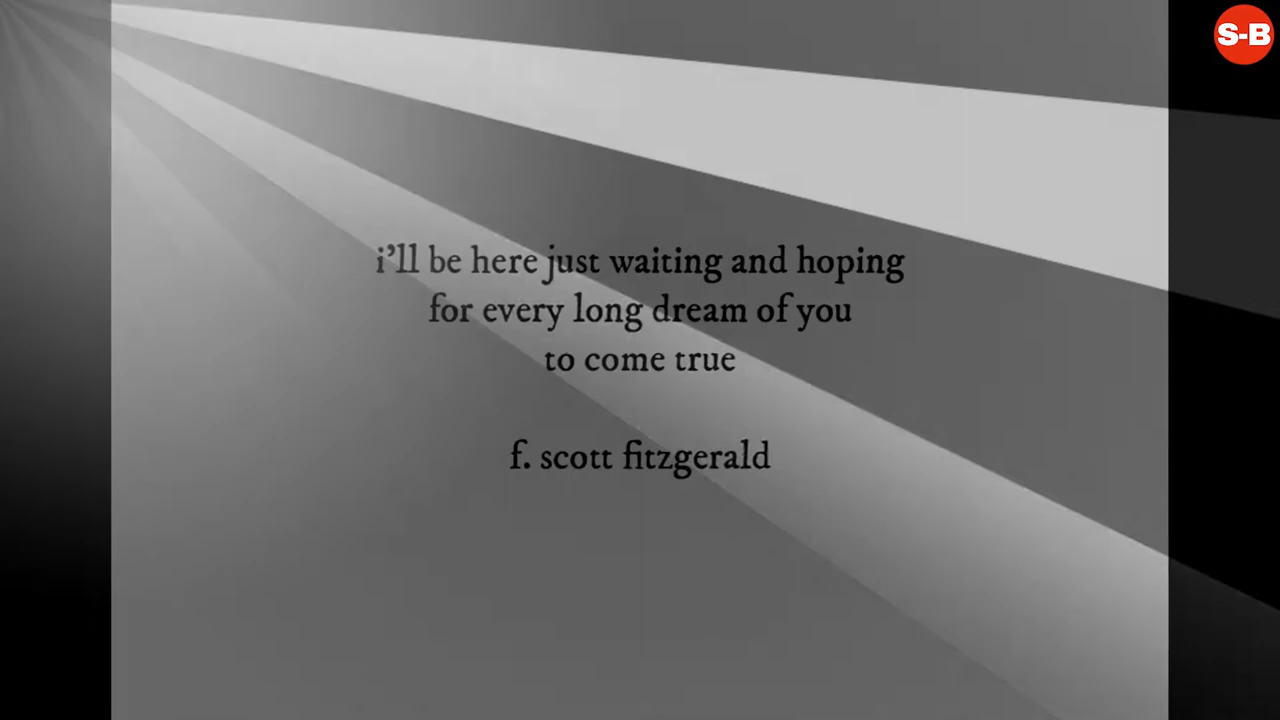 S-B
i’ll be here just waiting and hoping
for every long dream of you
to come true
f. scott fitzgerald